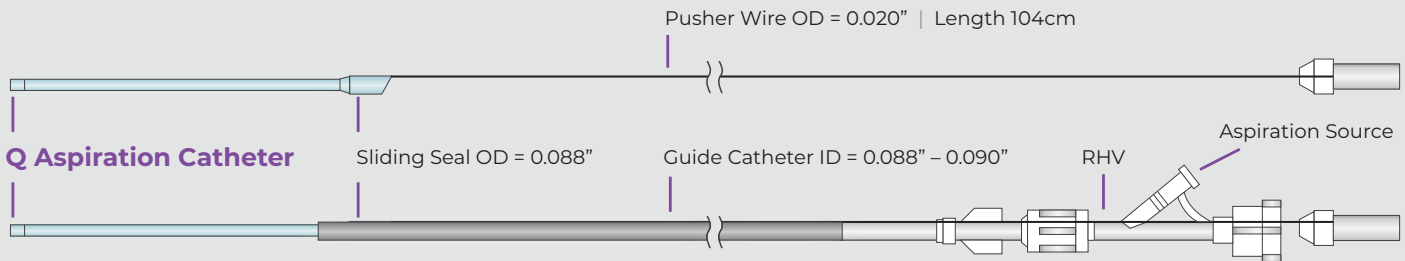 Pusher Wire OD = 0.020” | Length 104cm
Aspiration Source
Q Aspiration Catheter
Sliding Seal OD = 0.088”
Guide Catheter ID = 0.088” – 0.090”
RHV